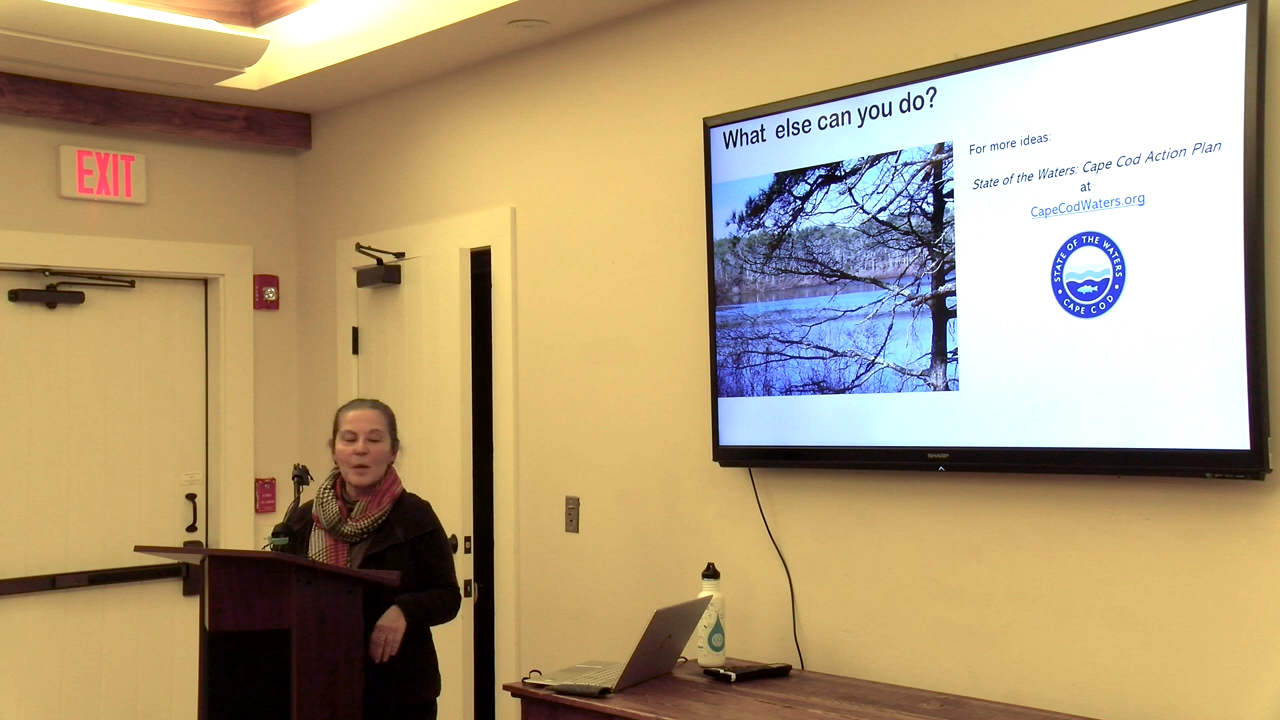 What else can you do?
For more ideas:
State of the Waters: Cape Cod Action Plan
at
CapeCodWaters.org
STATE OF THE WATERS
CAPE COD
EXIT
SHARP